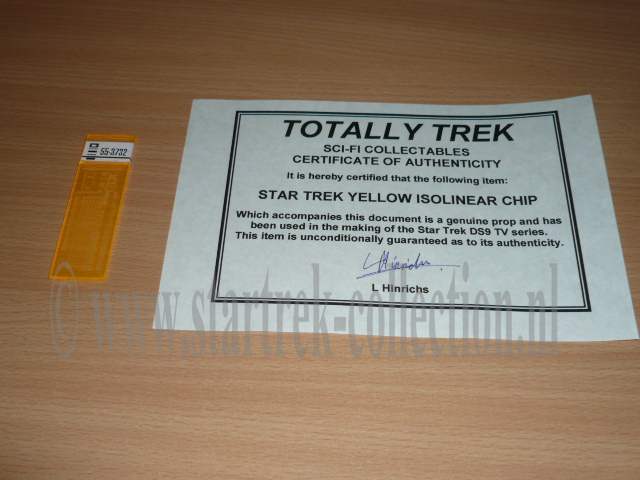 55-3732
TOTALLY TREK
SCI-FI COLLECTABLES
CERTIFICATE OF AUTHENTICITY
It is hereby certified that the following item:
STAR TREK YELLOW ISOLINEAR CHIP
Which accompanies this document is a genuine prop and has
been used in the making of the Star Trek DS9 TV series.
This item is unconditionally guaranteed as to its authenticity.
L Hinrichs
L Hinrichs
© www.startrek-collection.nl